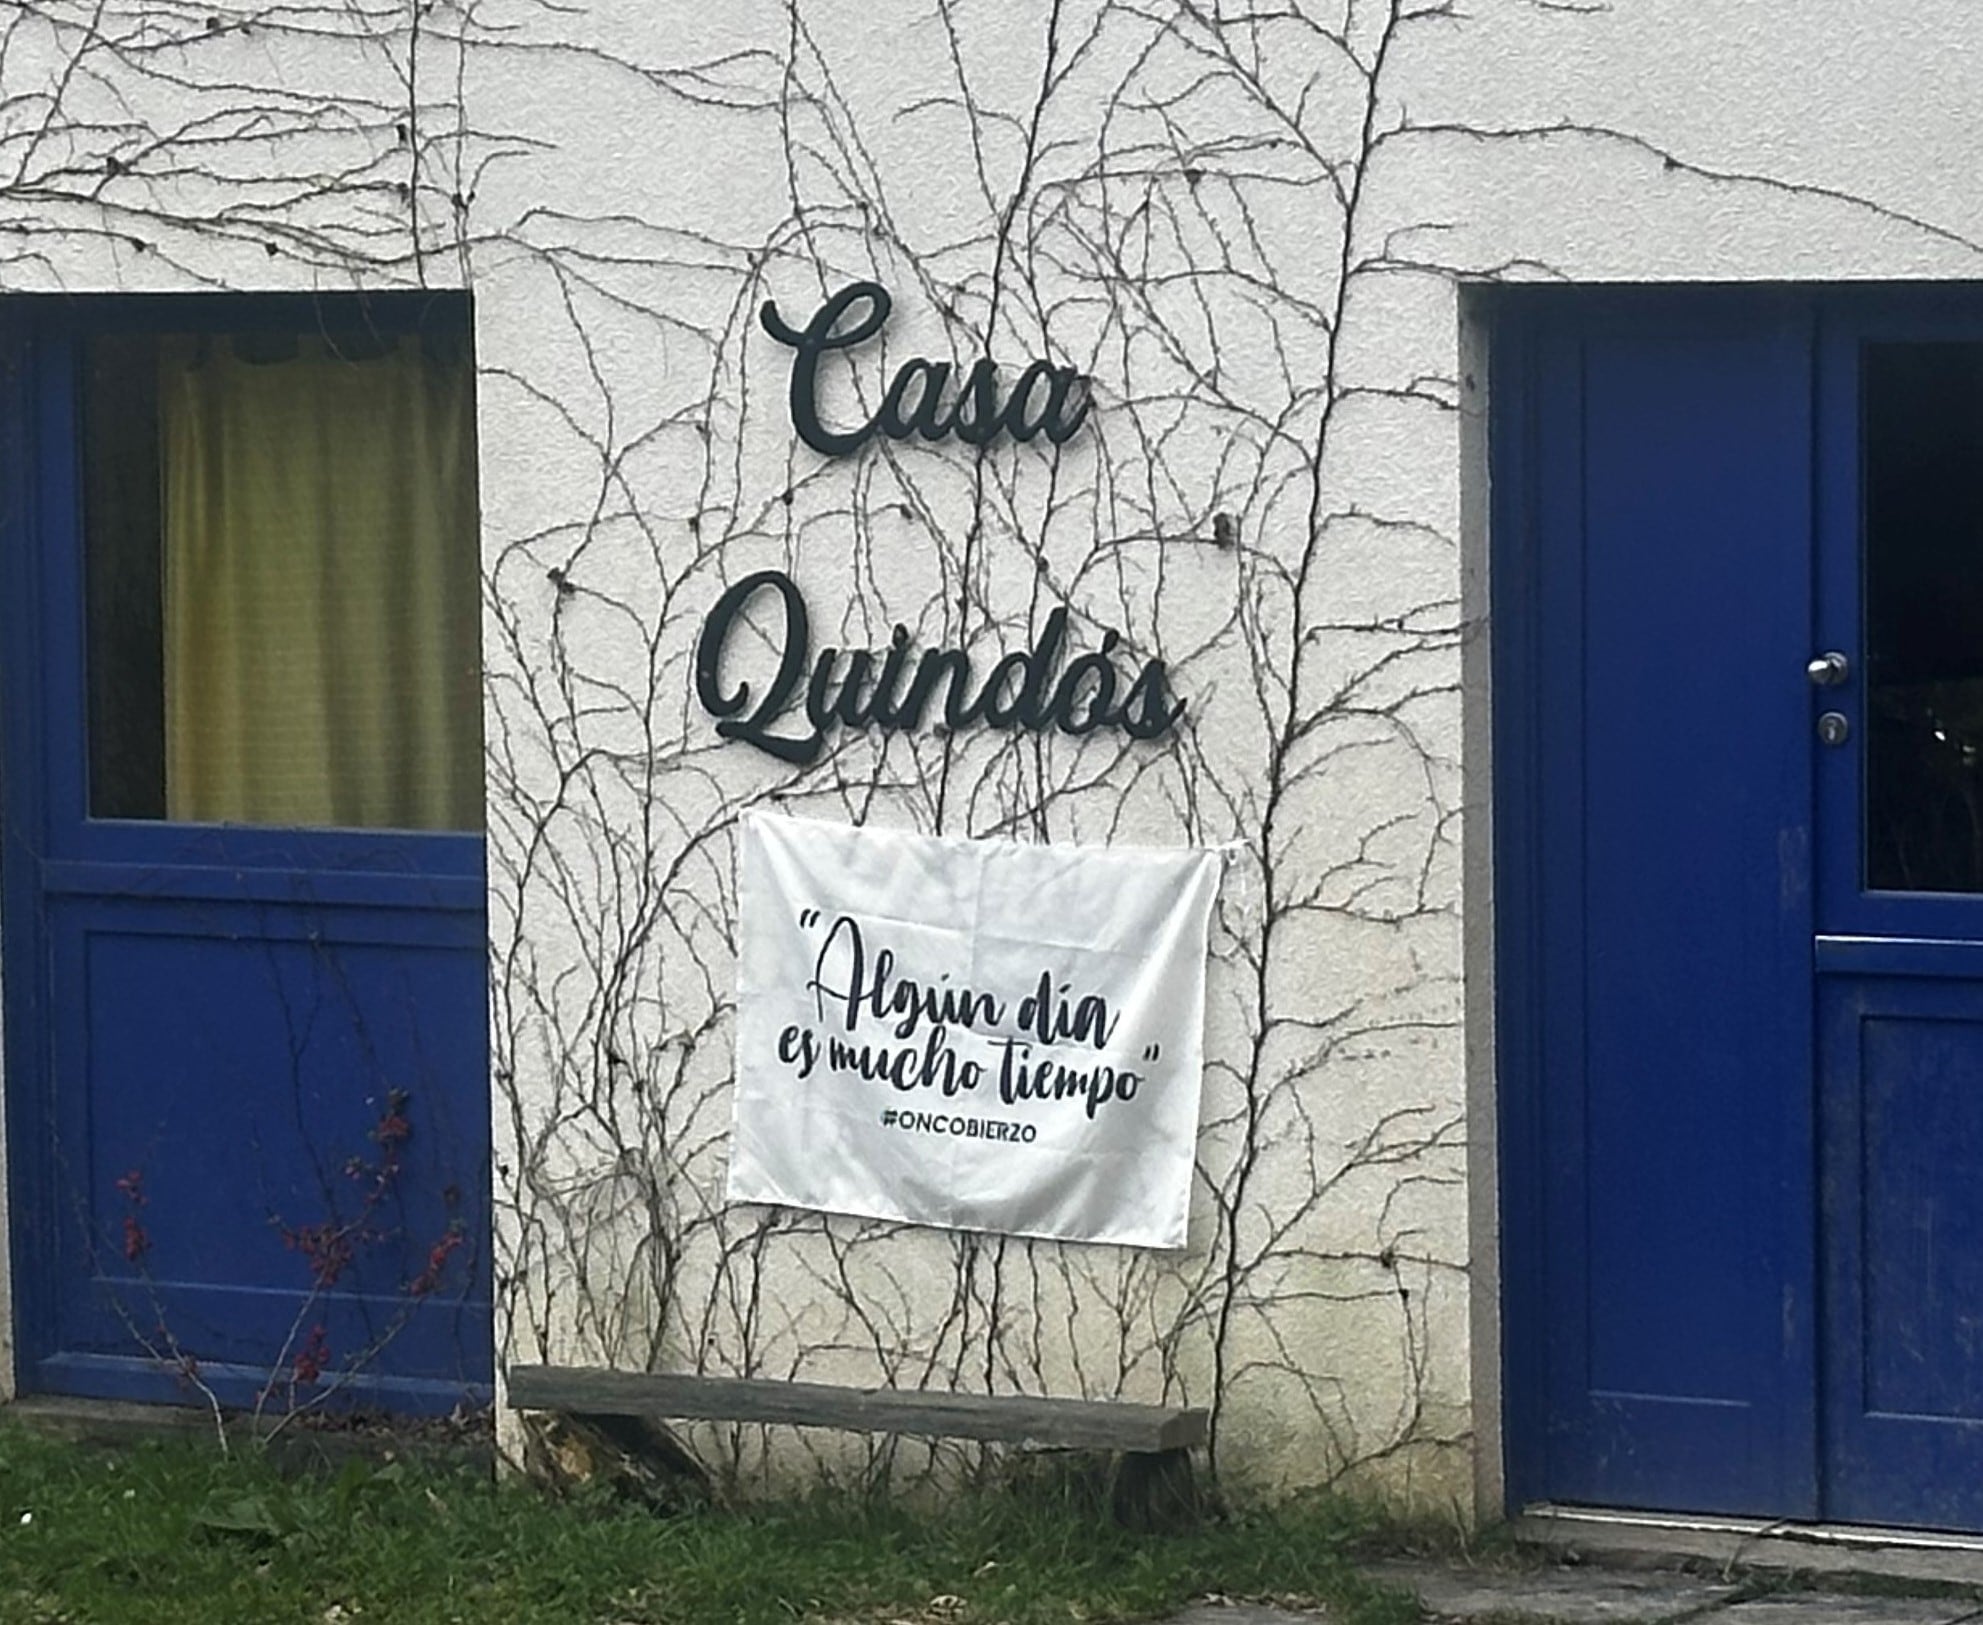 Casa
Quindós
"Algún día
es mucho tiempo"
#ONCOBIERZO